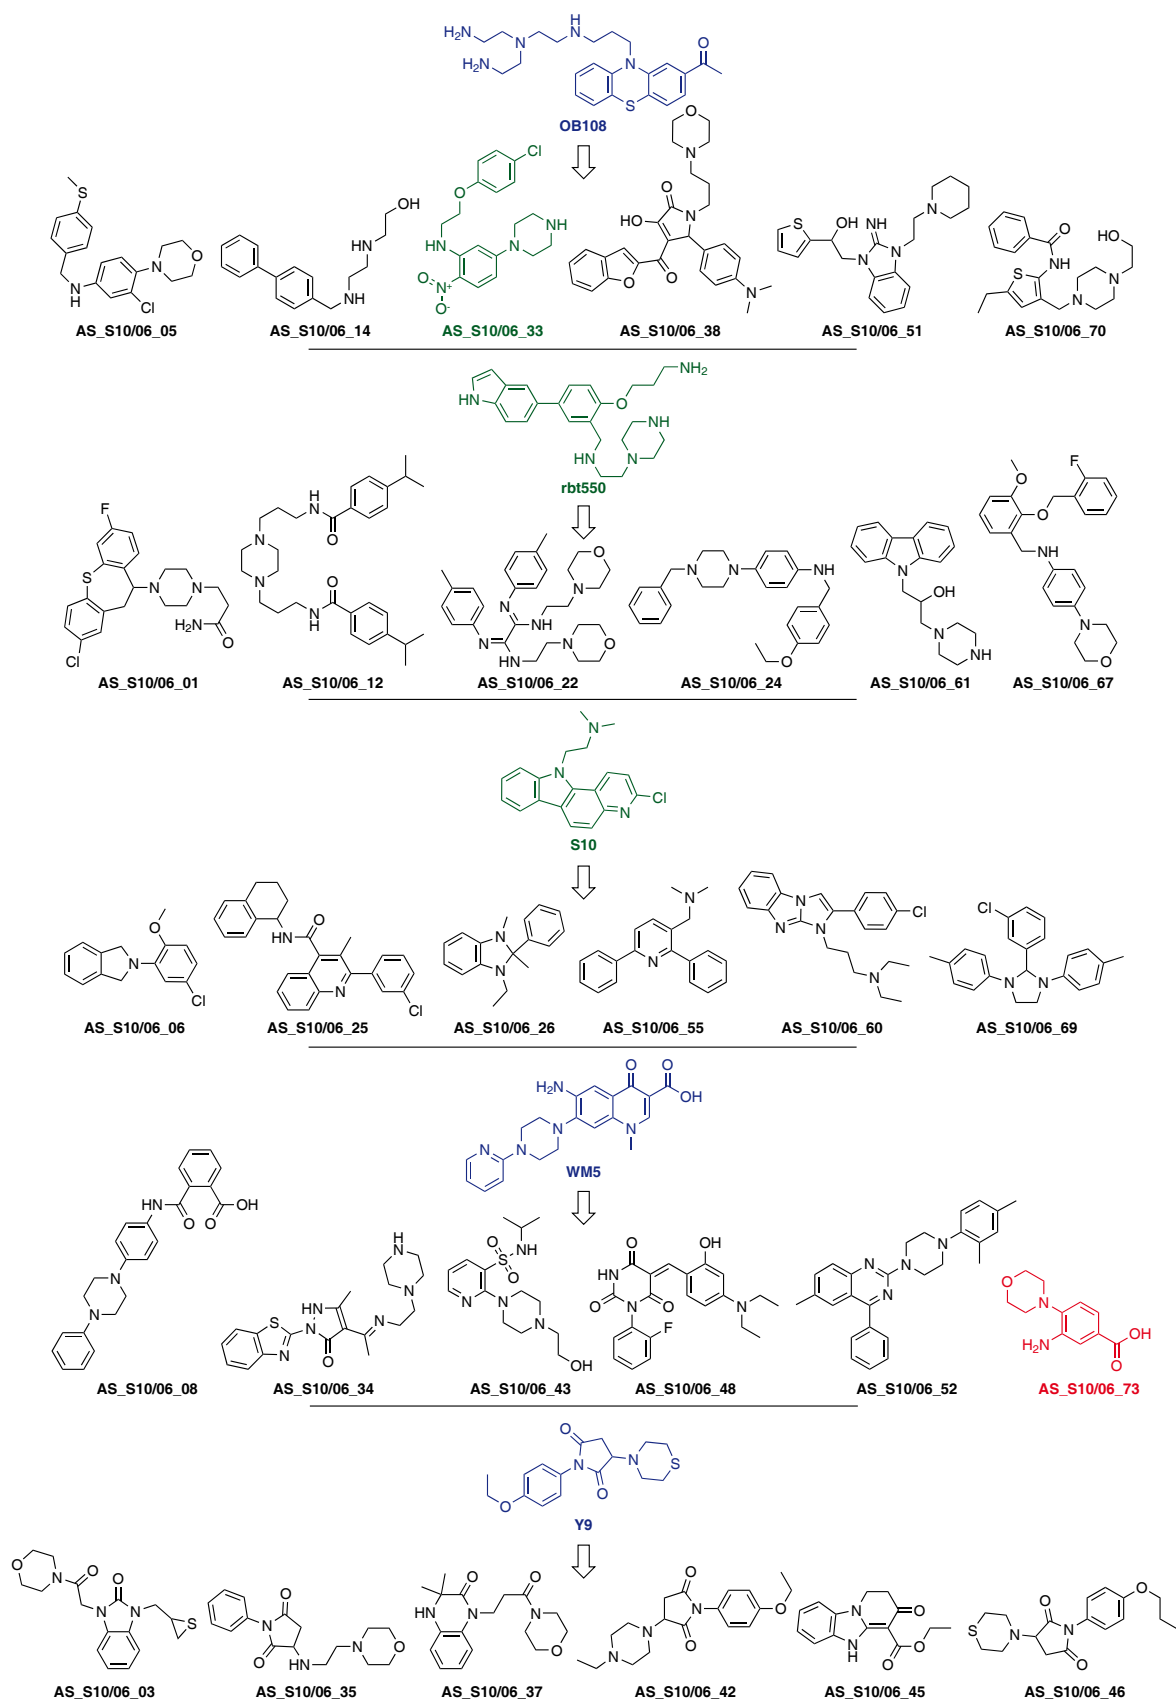 OB108
AS_S10/06_05 AS_S10/06_14 AS_S10/06_33 AS_S10/06_38 AS_S10/06_51 AS_S10/06_70
rbt550
AS_S10/06_01 AS_S10/06_12 AS_S10/06_22 AS_S10/06_24 AS_S10/06_61 AS_S10/06_67
S10
AS_S10/06_06 AS_S10/06_25 AS_S10/06_26 AS_S10/06_55 AS_S10/06_60 AS_S10/06_69
WM5
AS_S10/06_08 AS_S10/06_34 AS_S10/06_43 AS_S10/06_48 AS_S10/06_52 AS_S10/06_73
Y9
AS_S10/06_03 AS_S10/06_35 AS_S10/06_37 AS_S10/06_42 AS_S10/06_45 AS_S10/06_46